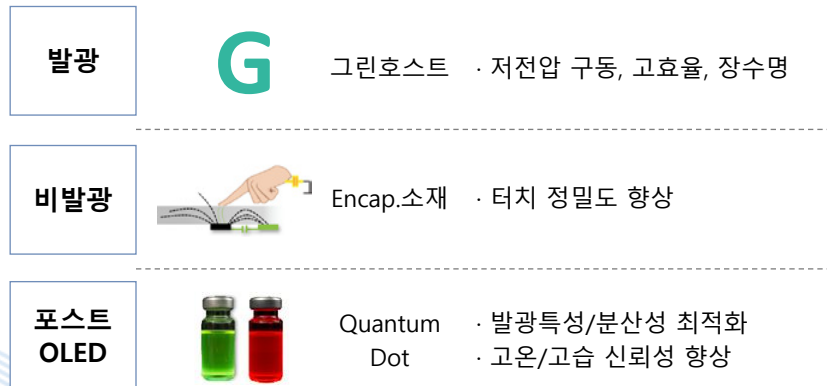 발광
G
그린호스트 · 저전압 구동, 고효율, 장수명
비발광
Encap.소재 · 터치 정밀도 향상
포스트
OLED
Quantum
Dot
· 발광특성/분산성 최적화
· 고온/고습 신뢰성 향상